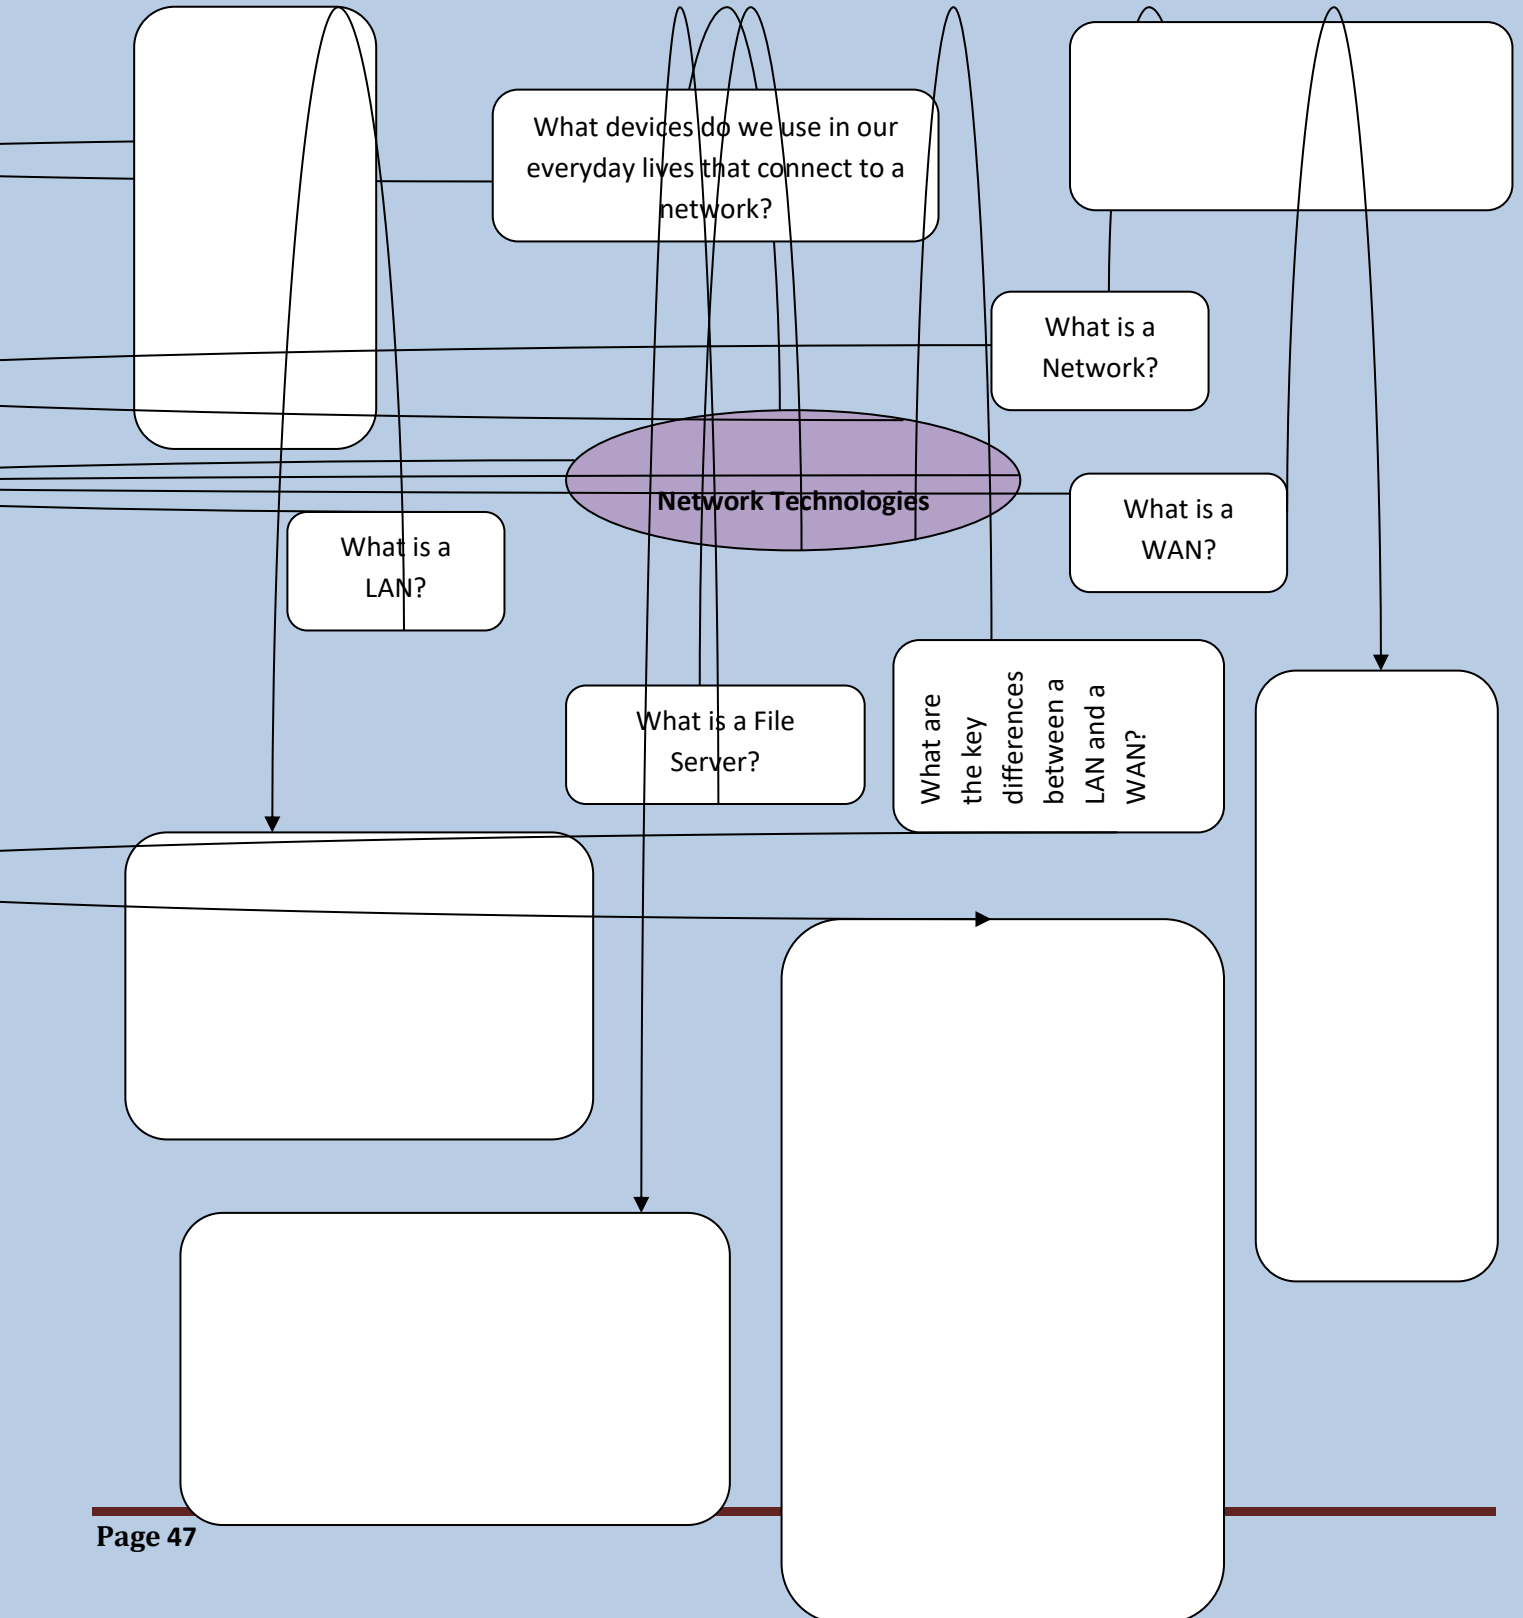 What devices do we use in our
everyday lives that connect to a
network?
What is a
Network?
Network Technologies
What is a
WAN?
What is a
LAN?
What is a File
Server?
What are
the key
differences
between a
LAN and a
WAN?
Page 47